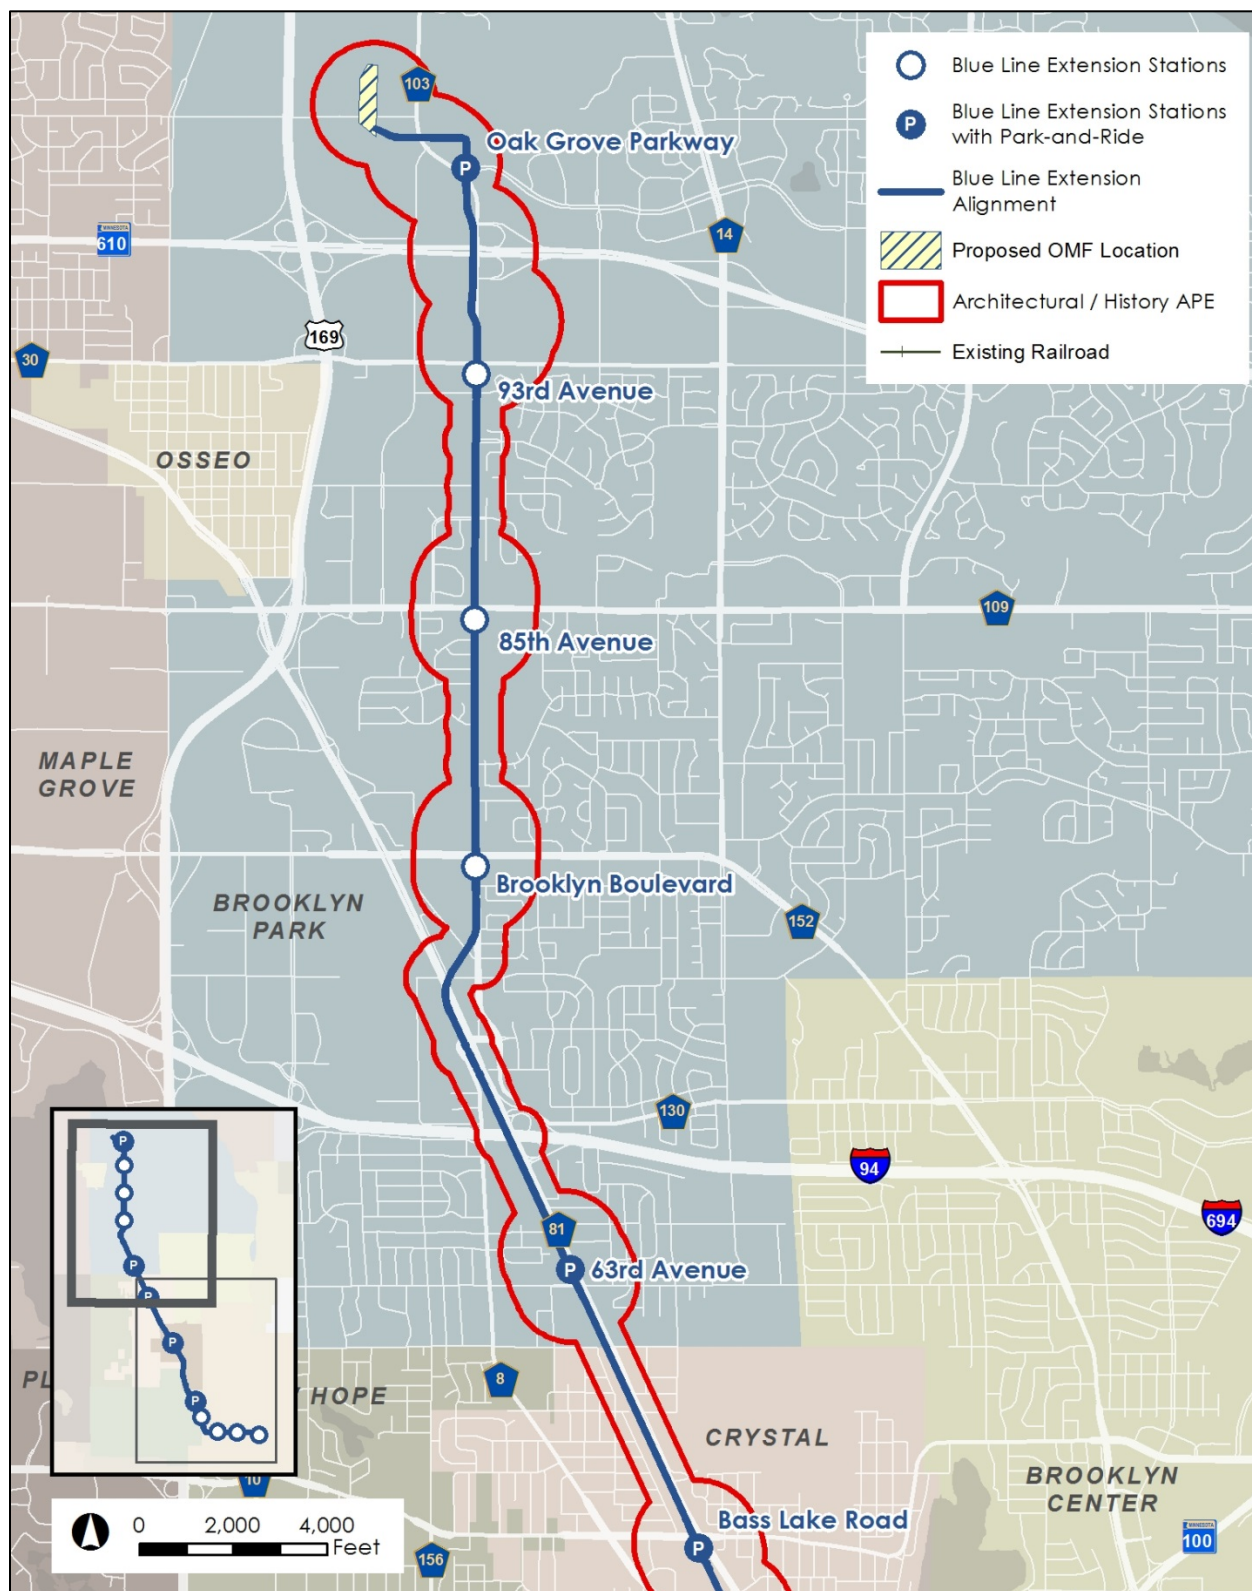 Blue Line Extension Stations
P
Blue Line Extension Stations
with Park-and-Ride
Blue Line Extension
Alignment
Proposed OMF Location
Architectural / History APE
Existing Railroad
103
Oak Grove Parkway
P
14
MINNESOTA
610
169
30
93rd Avenue
OSSEO
109
85th Avenue
MAPLE
GROVE
Brooklyn Boulevard
BROOKLYN
PARK
152
130
94
694
81
P
63rd Avenue
P
P
P
P
P
8
HOPE
CRYSTAL
BROOKLYN
CENTER
10
Bass Lake Road
P
MINNESOTA
100
156
0
2,000
4,000
Feet